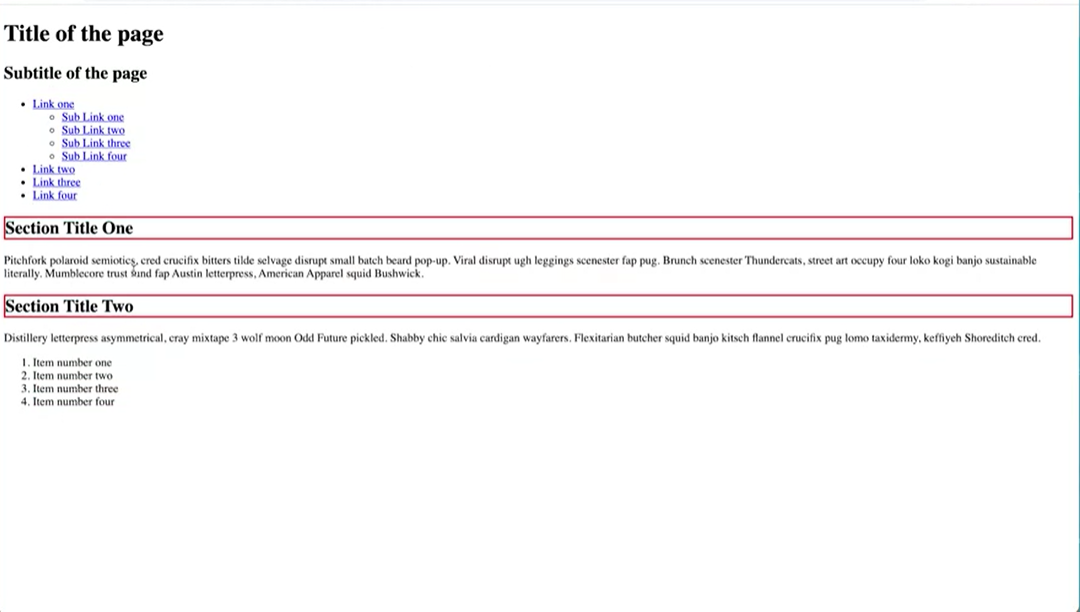 Title of the page
Subtitle of the page
Link one
Sub Link one
Sub Link two
Sub Link three
Sub Link four
Link two
Link three
Link four
Section Title One
Pitchfork polaroid semiotics, cred crucifix bitters tilde selvage disrupt small batch beard pop-up. Viral disrupt ugh leggings scenester fap pug. Brunch scenester Thundercats, street art occupy four loko kogi banjo sustainable
literally. Mumblecore trust fund fap Austin letterpress, American Apparel squid Bushwick.
Section Title Two
Distillery letterpress asymmetrical, cray mixtape 3 wolf moon Odd Future pickled. Shabby chic salvia cardigan wayfarers. Flexitarian butcher squid banjo kitsch flannel crucifix pug lomo taxidermy, keffiyeh Shoreditch cred.
1. Item number one
2. Item number two
3. Item number three
4. Item number four